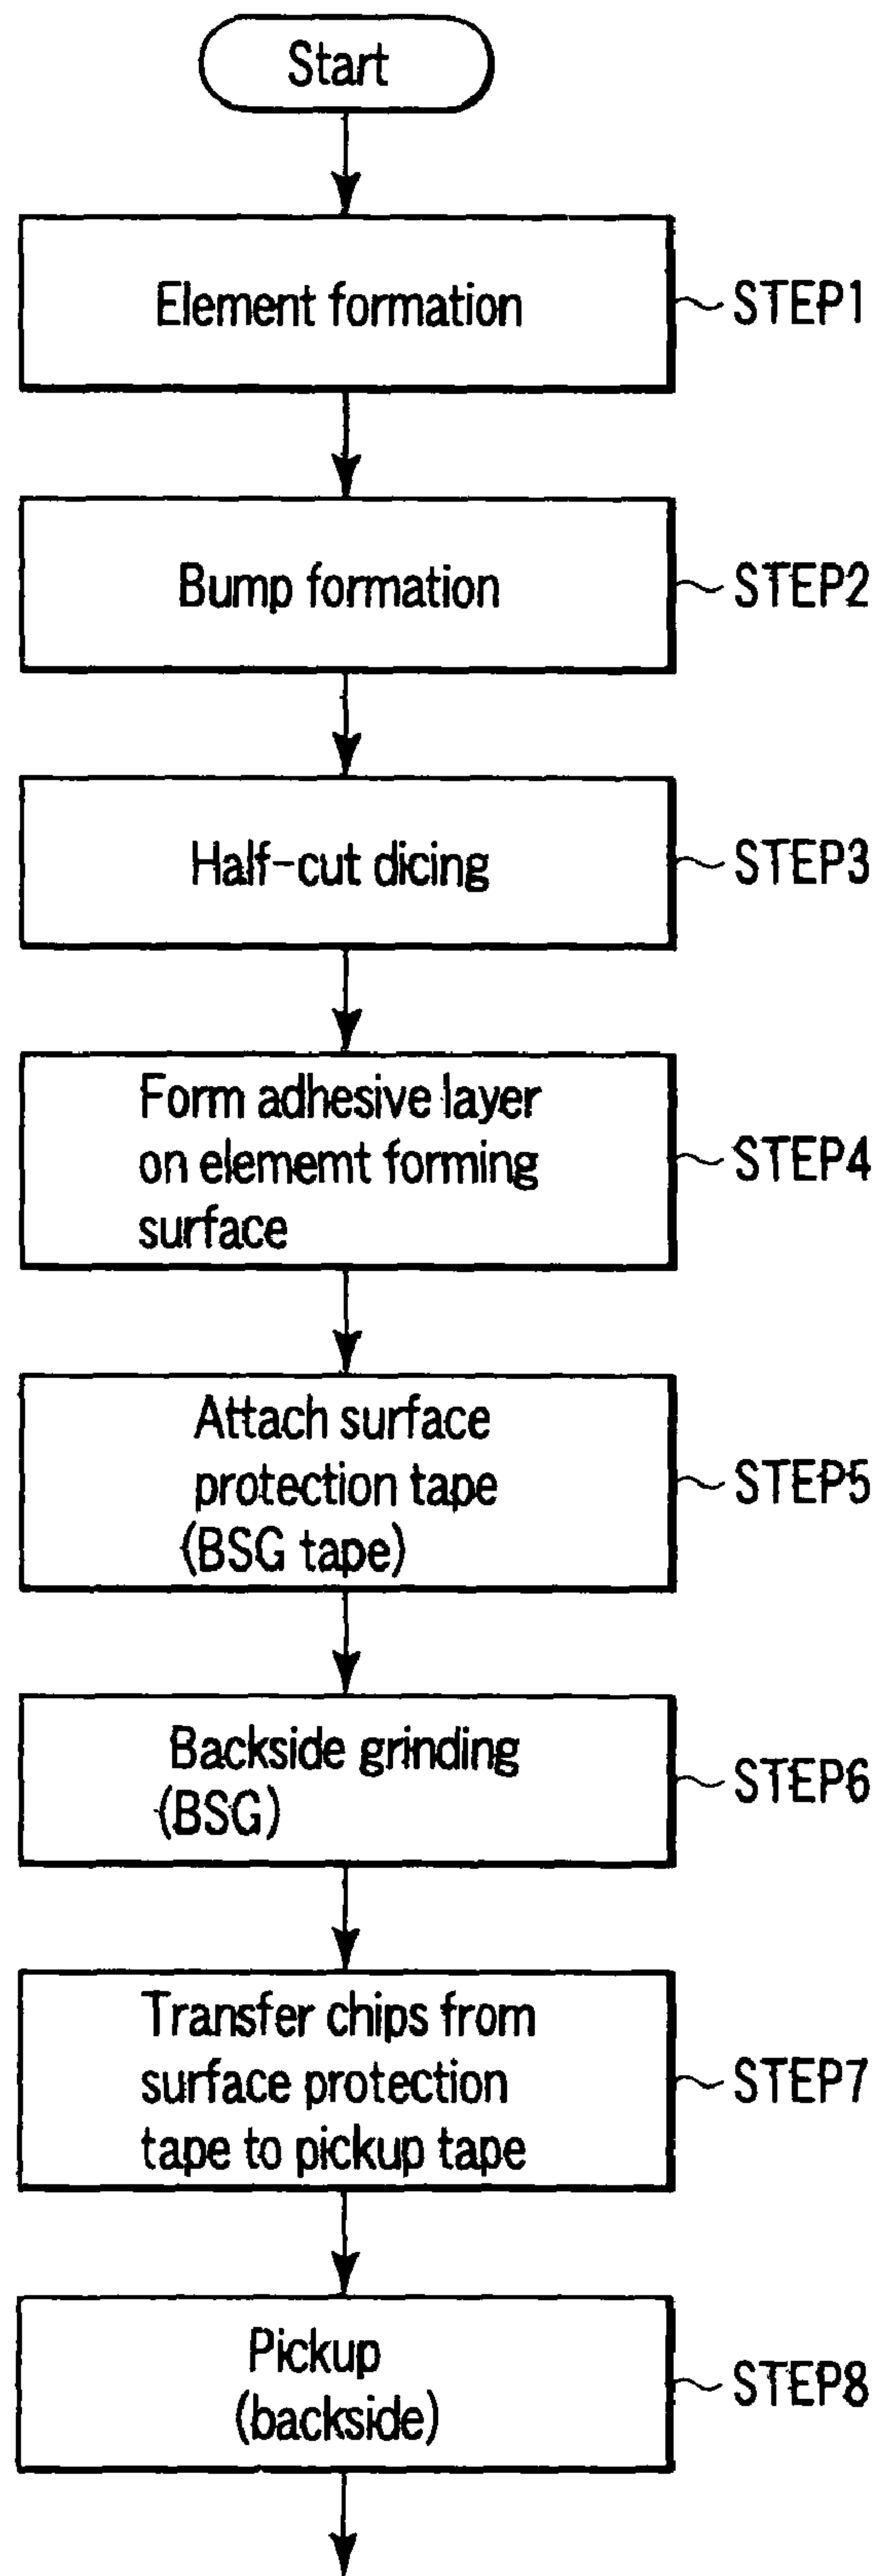 Start
Element formation
STEP1
Bump formation
STEP2
Half-cut dicing
STEP3
Form adhesive layer
on elememt forming
surface
STEP4
Attach surface
protection tape
(BSG tape)
STEP5
Backside grinding
(BSG)
STEP6
Transfer chips from
surface protection
tape to pickup tape
STEP7
Pickup
(backside)
STEP8